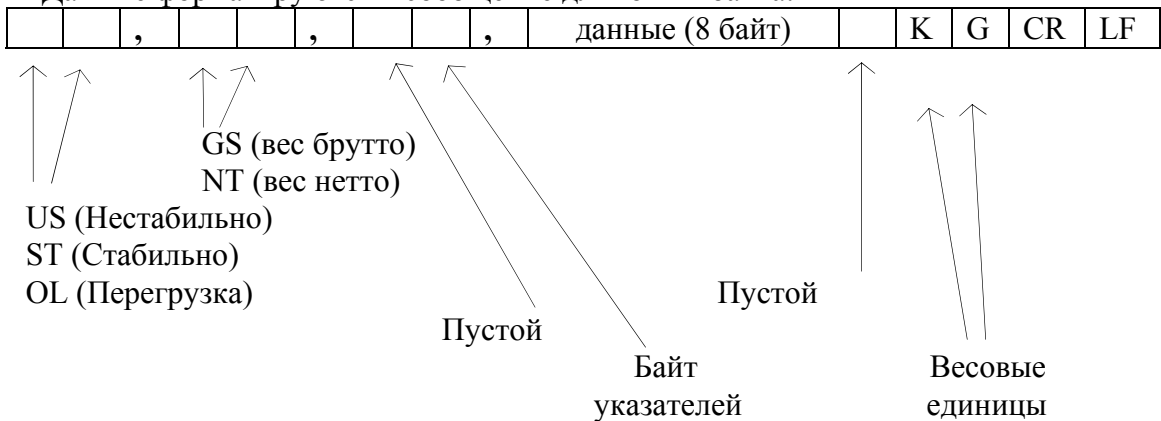 , , , данные (8 байт) K G CR LF
GS (вес брутто)
NT (вес нетто)
US (Нестабильно)
ST (Стабильно)
OL (Перегрузка)
Пустой
Пустой
Байт
указателей
Весовые
единицы